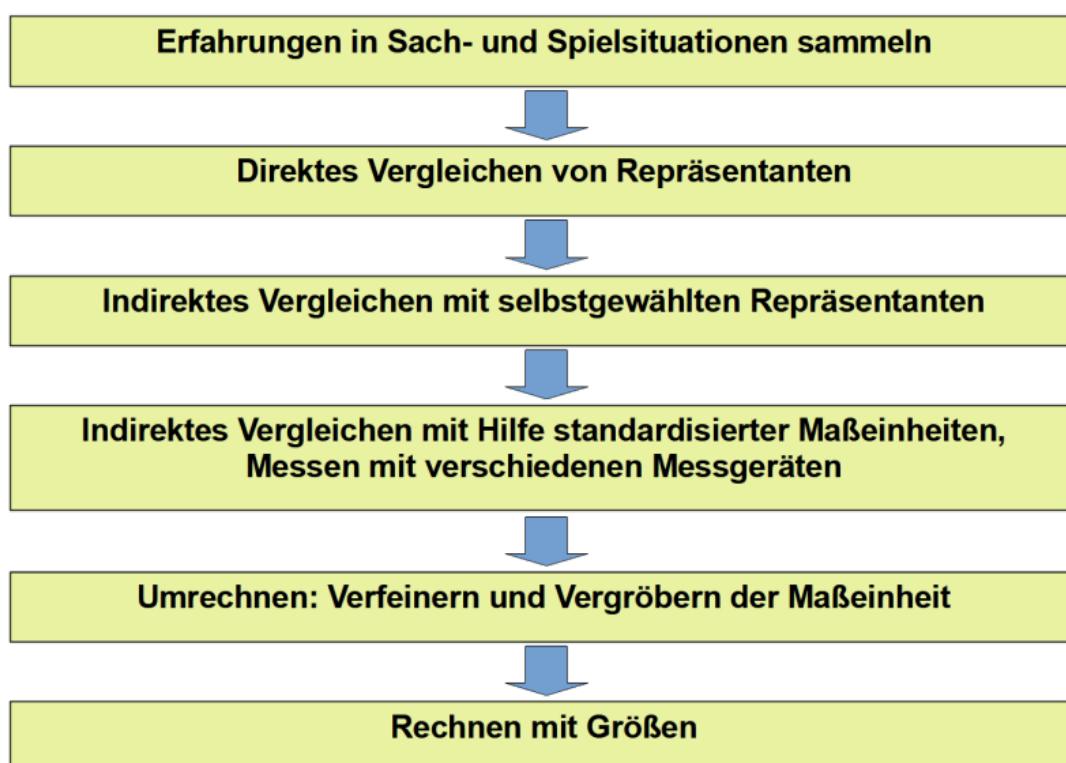 Erfahrungen in Sach- und Spielsituationen sammeln
Direktes Vergleichen von Repräsentanten
Indirektes Vergleichen mit selbstgewählten Repräsentanten
Indirektes Vergleichen mit Hilfe standardisierter Maßeinheiten,
Messen mit verschiedenen Messgeräten
Umrechnen: Verfeinern und Vergröbern der Maßeinheit
Rechnen mit Größen